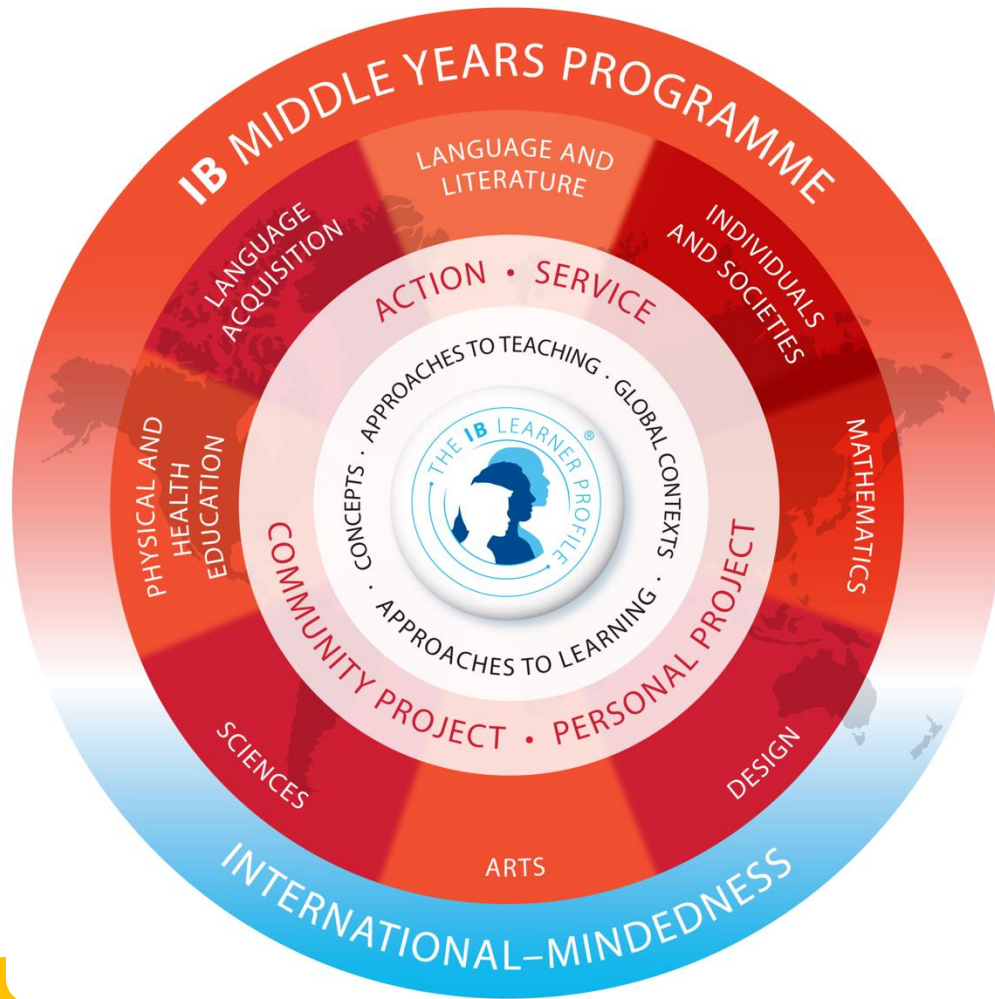 IB MIDDLE YEARS PROGRAMME
LANGUAGE AND
LITERATURE
INDIVIDUALS
AND SOCIETIES
MATHEMATICS
DESIGN
ARTS
SCIENCES
PHYSICAL AND
HEALTH
EDUCATION
LANGUAGE
ACQUISITION
ACTION • SERVICE
PERSONAL PROJECT
COMMUNITY PROJECT •
APPROACHES TO TEACHING · GLOBAL CONTEXTS ·
APPROACHES TO LEARNING
· CONCEPTS ·
THE IB LEARNER PROFILE
®
INTERNATIONAL–MINDEDNESS